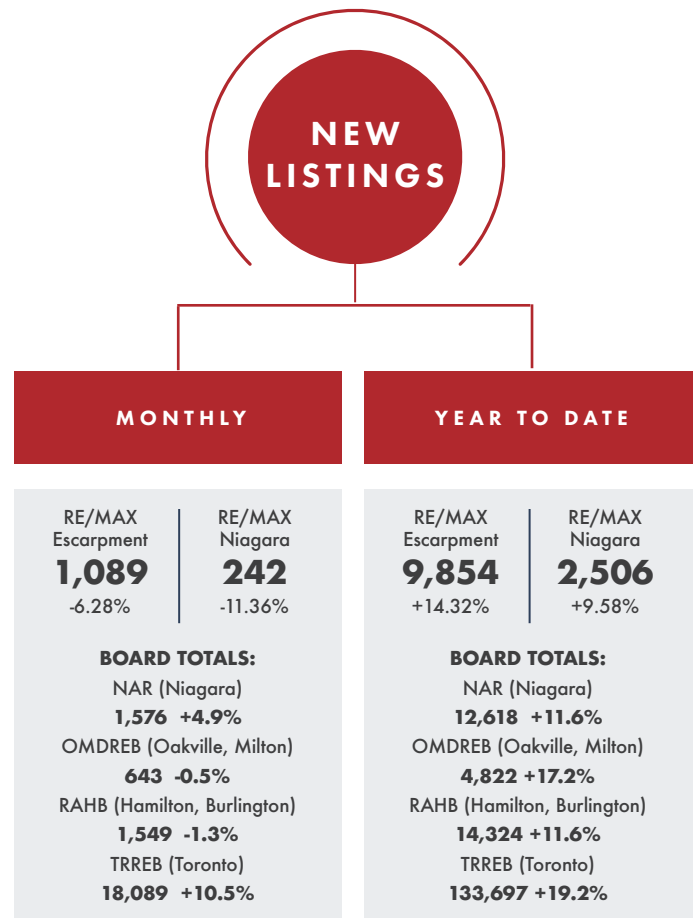 NEW
LISTINGS
MONTHLY
RE/MAX
Escarpment
1,089
-6.28%
RE/MAX
Niagara
242
-11.36%
BOARD TOTALS:
NAR (Niagara)
1,576 +4.9%
OMDREB (Oakville, Milton)
643 -0.5%
RAHB (Hamilton, Burlington)
1,549 -1.3%
TRREB (Toronto)
18,089 +10.5%
YEAR TO DATE
RE/MAX
Escarpment
9,854
+14.32%
RE/MAX
Niagara
2,506
+9.58%
BOARD TOTALS:
NAR (Niagara)
12,618 +11.6%
OMDREB (Oakville, Milton)
4,822 +17.2%
RAHB (Hamilton, Burlington)
14,324 +11.6%
TRREB (Toronto)
133,697 +19.2%